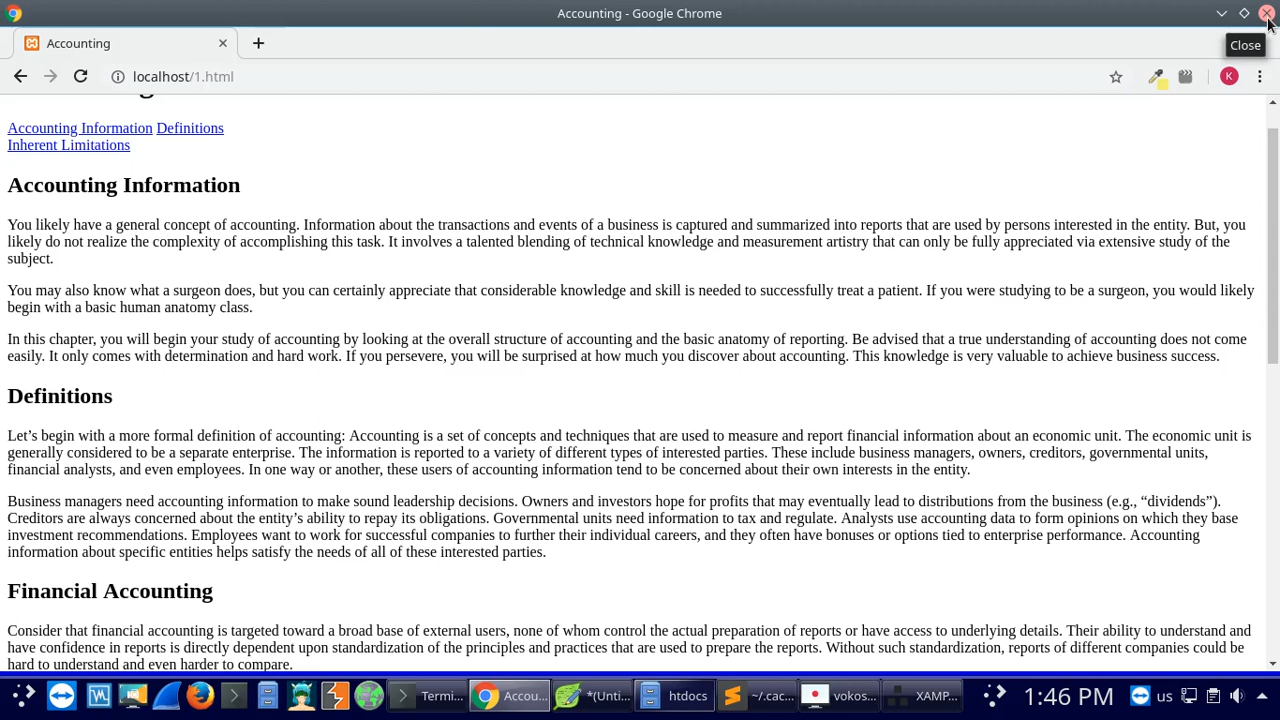 Accounting - Google Chrome
Accounting
Close
localhost/1.html
K
Accounting Information Definitions
Inherent Limitations
Accounting Information
You likely have a general concept of accounting. Information about the transactions and events of a business is captured and summarized into reports that are used by persons interested in the entity. But, you
likely do not realize the complexity of accomplishing this task. It involves a talented blending of technical knowledge and measurement artistry that can only be fully appreciated via extensive study of the
subject.
You may also know what a surgeon does, but you can certainly appreciate that considerable knowledge and skill is needed to successfully treat a patient. If you were studying to be a surgeon, you would likely
begin with a basic human anatomy class.
In this chapter, you will begin your study of accounting by looking at the overall structure of accounting and the basic anatomy of reporting. Be advised that a true understanding of accounting does not come
easily. It only comes with determination and hard work. If you persevere, you will be surprised at how much you discover about accounting. This knowledge is very valuable to achieve business success.
Definitions
Let’s begin with a more formal definition of accounting: Accounting is a set of concepts and techniques that are used to measure and report financial information about an economic unit. The economic unit is
generally considered to be a separate enterprise. The information is reported to a variety of different types of interested parties. These include business managers, owners, creditors, governmental units,
financial analysts, and even employees. In one way or another, these users of accounting information tend to be concerned about their own interests in the entity.
Business managers need accounting information to make sound leadership decisions. Owners and investors hope for profits that may eventually lead to distributions from the business (e.g., “dividends”).
Creditors are always concerned about the entity’s ability to repay its obligations. Governmental units need information to tax and regulate. Analysts use accounting data to form opinions on which they base
investment recommendations. Employees want to work for successful companies to further their individual careers, and they often have bonuses or options tied to enterprise performance. Accounting
information about specific entities helps satisfy the needs of all of these interested parties.
Financial Accounting
Consider that financial accounting is targeted toward a broad base of external users, none of whom control the actual preparation of reports or have access to underlying details. Their ability to understand and
have confidence in reports is directly dependent upon standardization of the principles and practices that are used to prepare the reports. Without such standardization, reports of different companies could be
hard to understand and even harder to compare.
Termi... Accou... *(Unti... htdocs ~/.cac... vokos... XAMP... 1:46 PM us